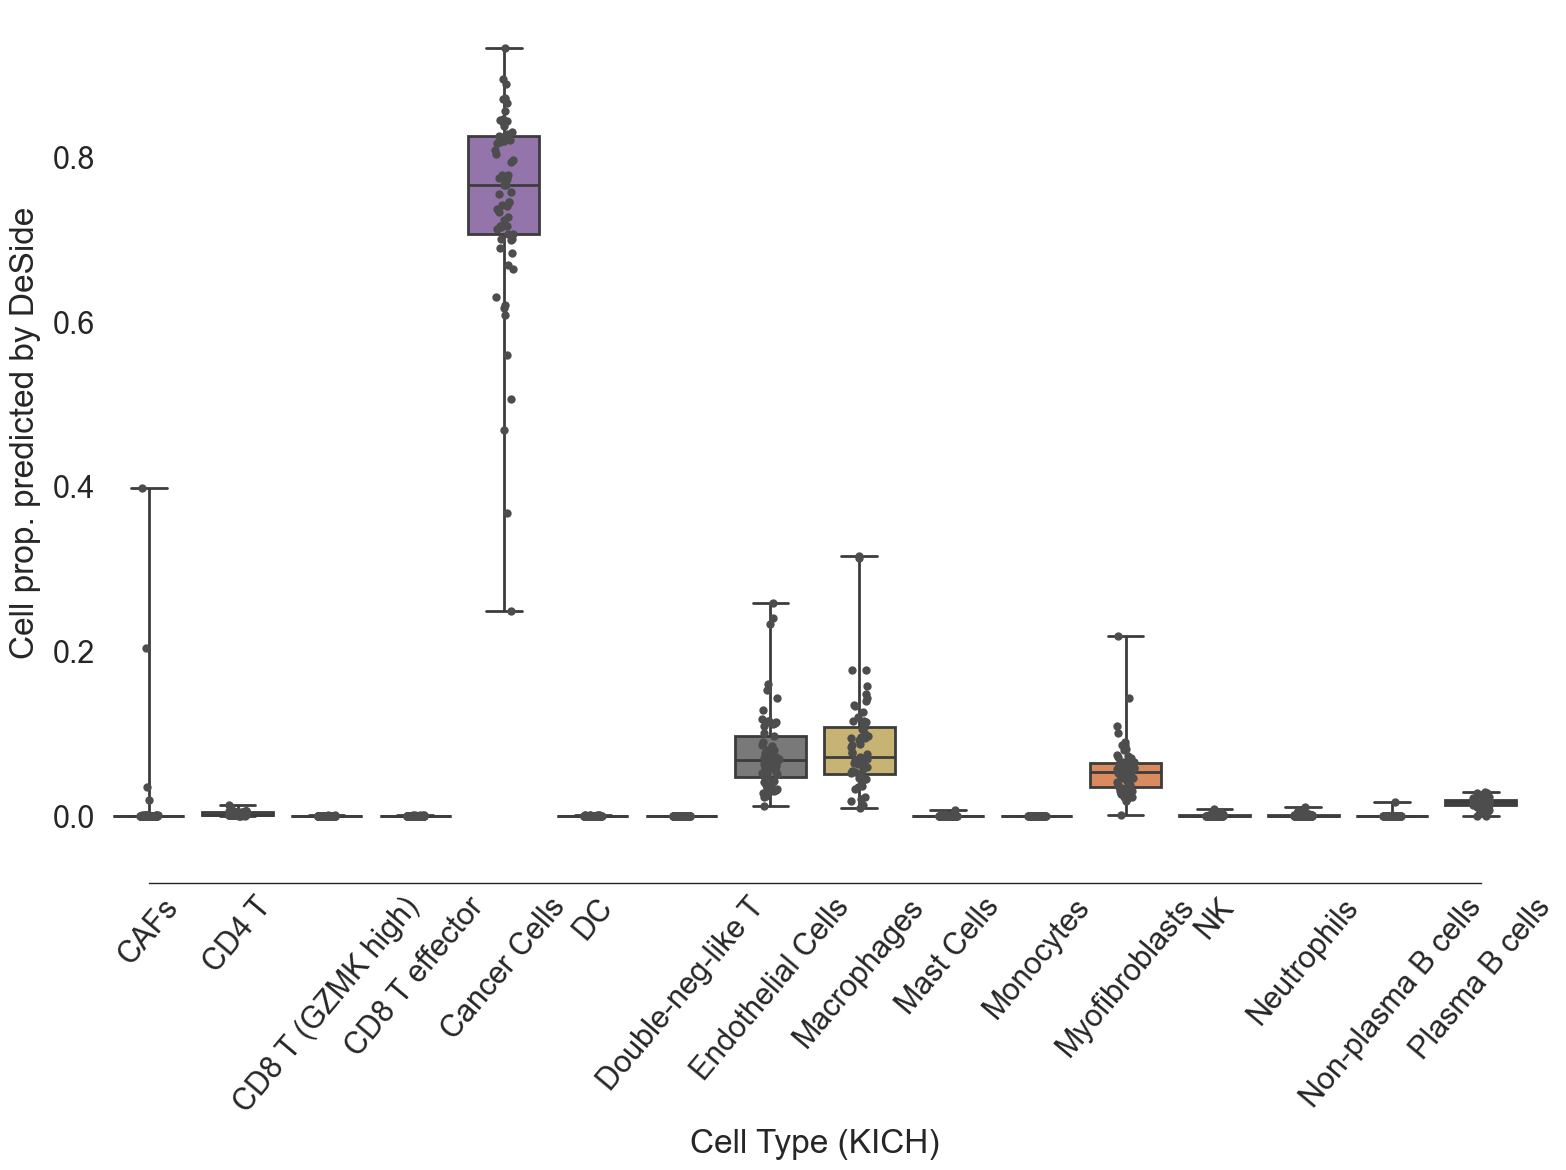 Cell prop. predicted by DeSide
0.8
0.6
0.4
0.2
0.0
CAFs
CD4 T
CD8 T (GZMK high)
CD8 T effector
Cancer Cells
DC
Double-neg-like T
Endothelial Cells
Macrophages
Mast Cells
Monocytes
Myofibroblasts
NK
Neutrophils
Non-plasma B cells
Plasma B cells
Cell Type (KICH)